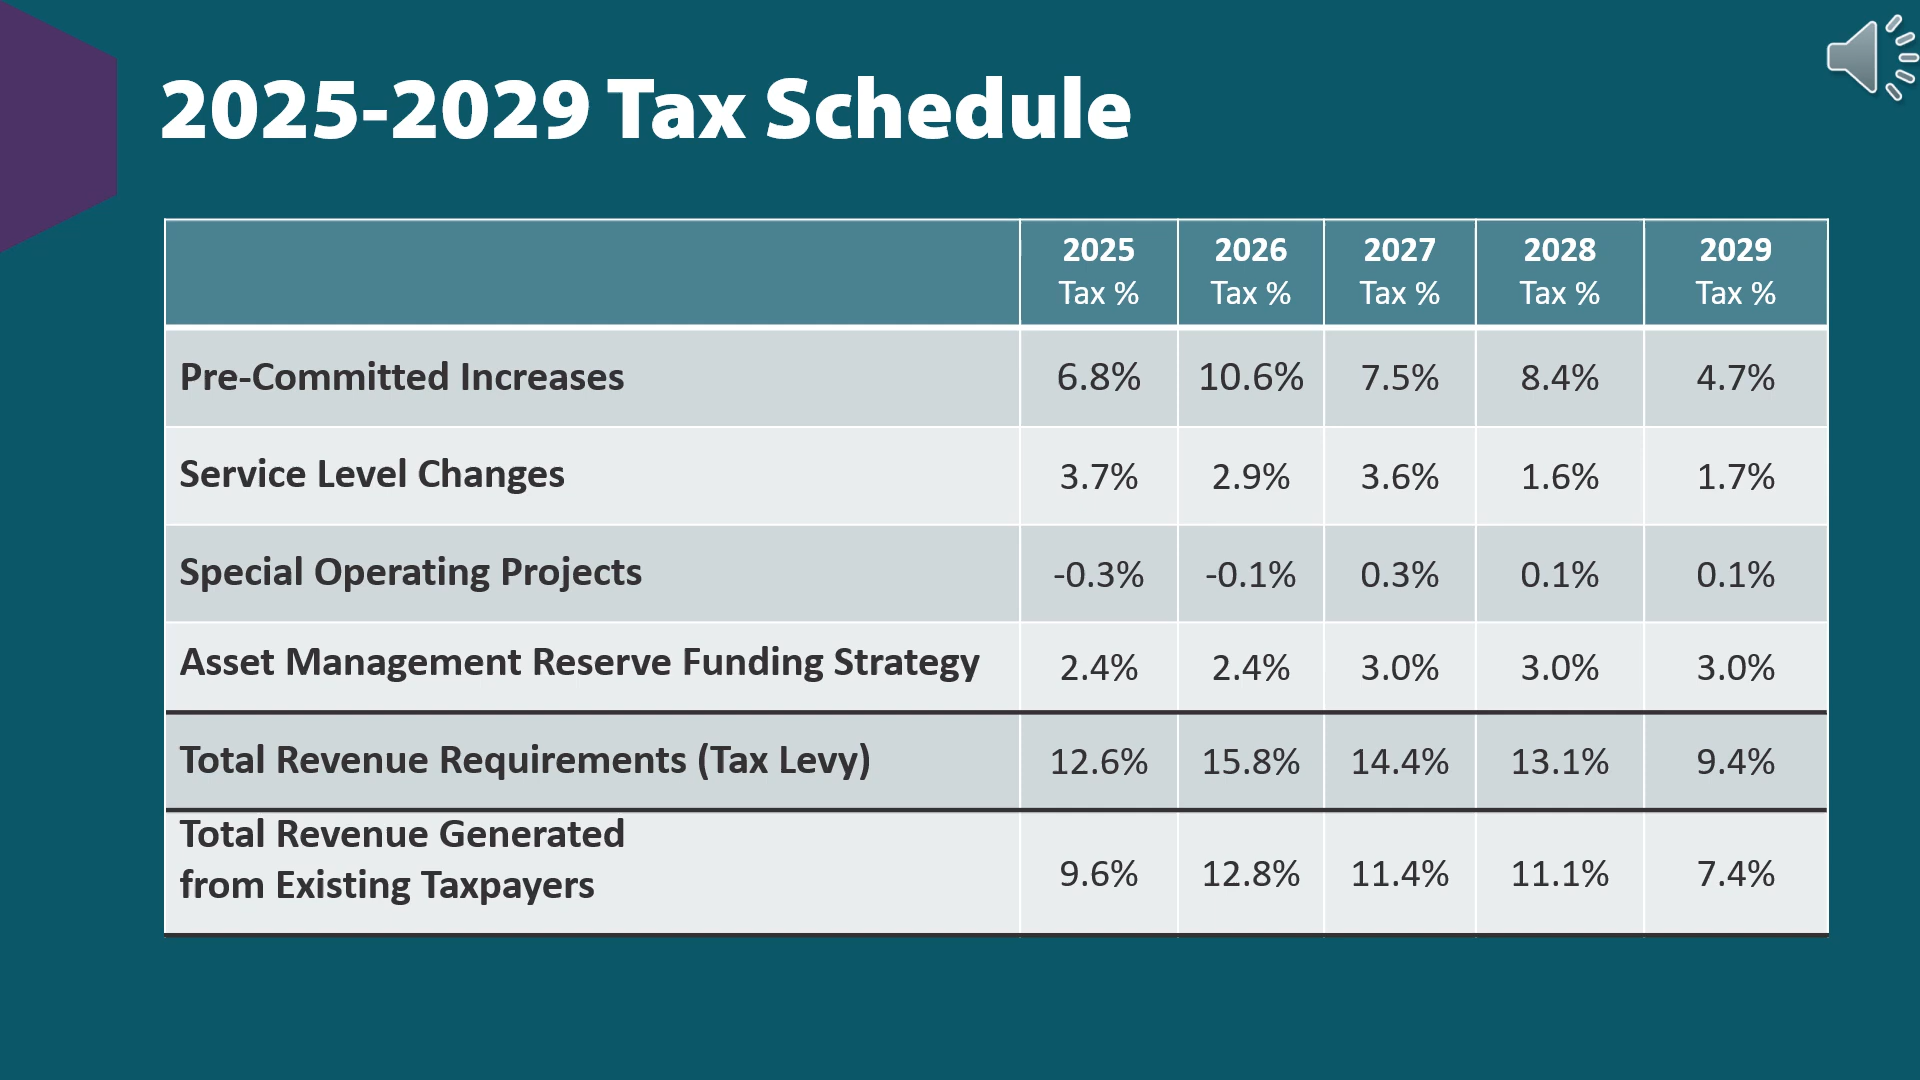 2025-2029 Tax Schedule
2025 2026 2027 2028 2029
Tax % Tax % Tax % Tax % Tax %
Pre-Committed Increases 6.8% 10.6% 7.5% 8.4% 4.7%
Service Level Changes 3.7% 2.9% 3.6% 1.6% 1.7%
Special Operating Projects -0.3% -0.1% 0.3% 0.1% 0.1%
Asset Management Reserve Funding Strategy 2.4% 2.4% 3.0% 3.0% 3.0%
Total Revenue Requirements (Tax Levy) 12.6% 15.8% 14.4% 13.1% 9.4%
Total Revenue Generated
from Existing Taxpayers 9.6% 12.8% 11.4% 11.1% 7.4%